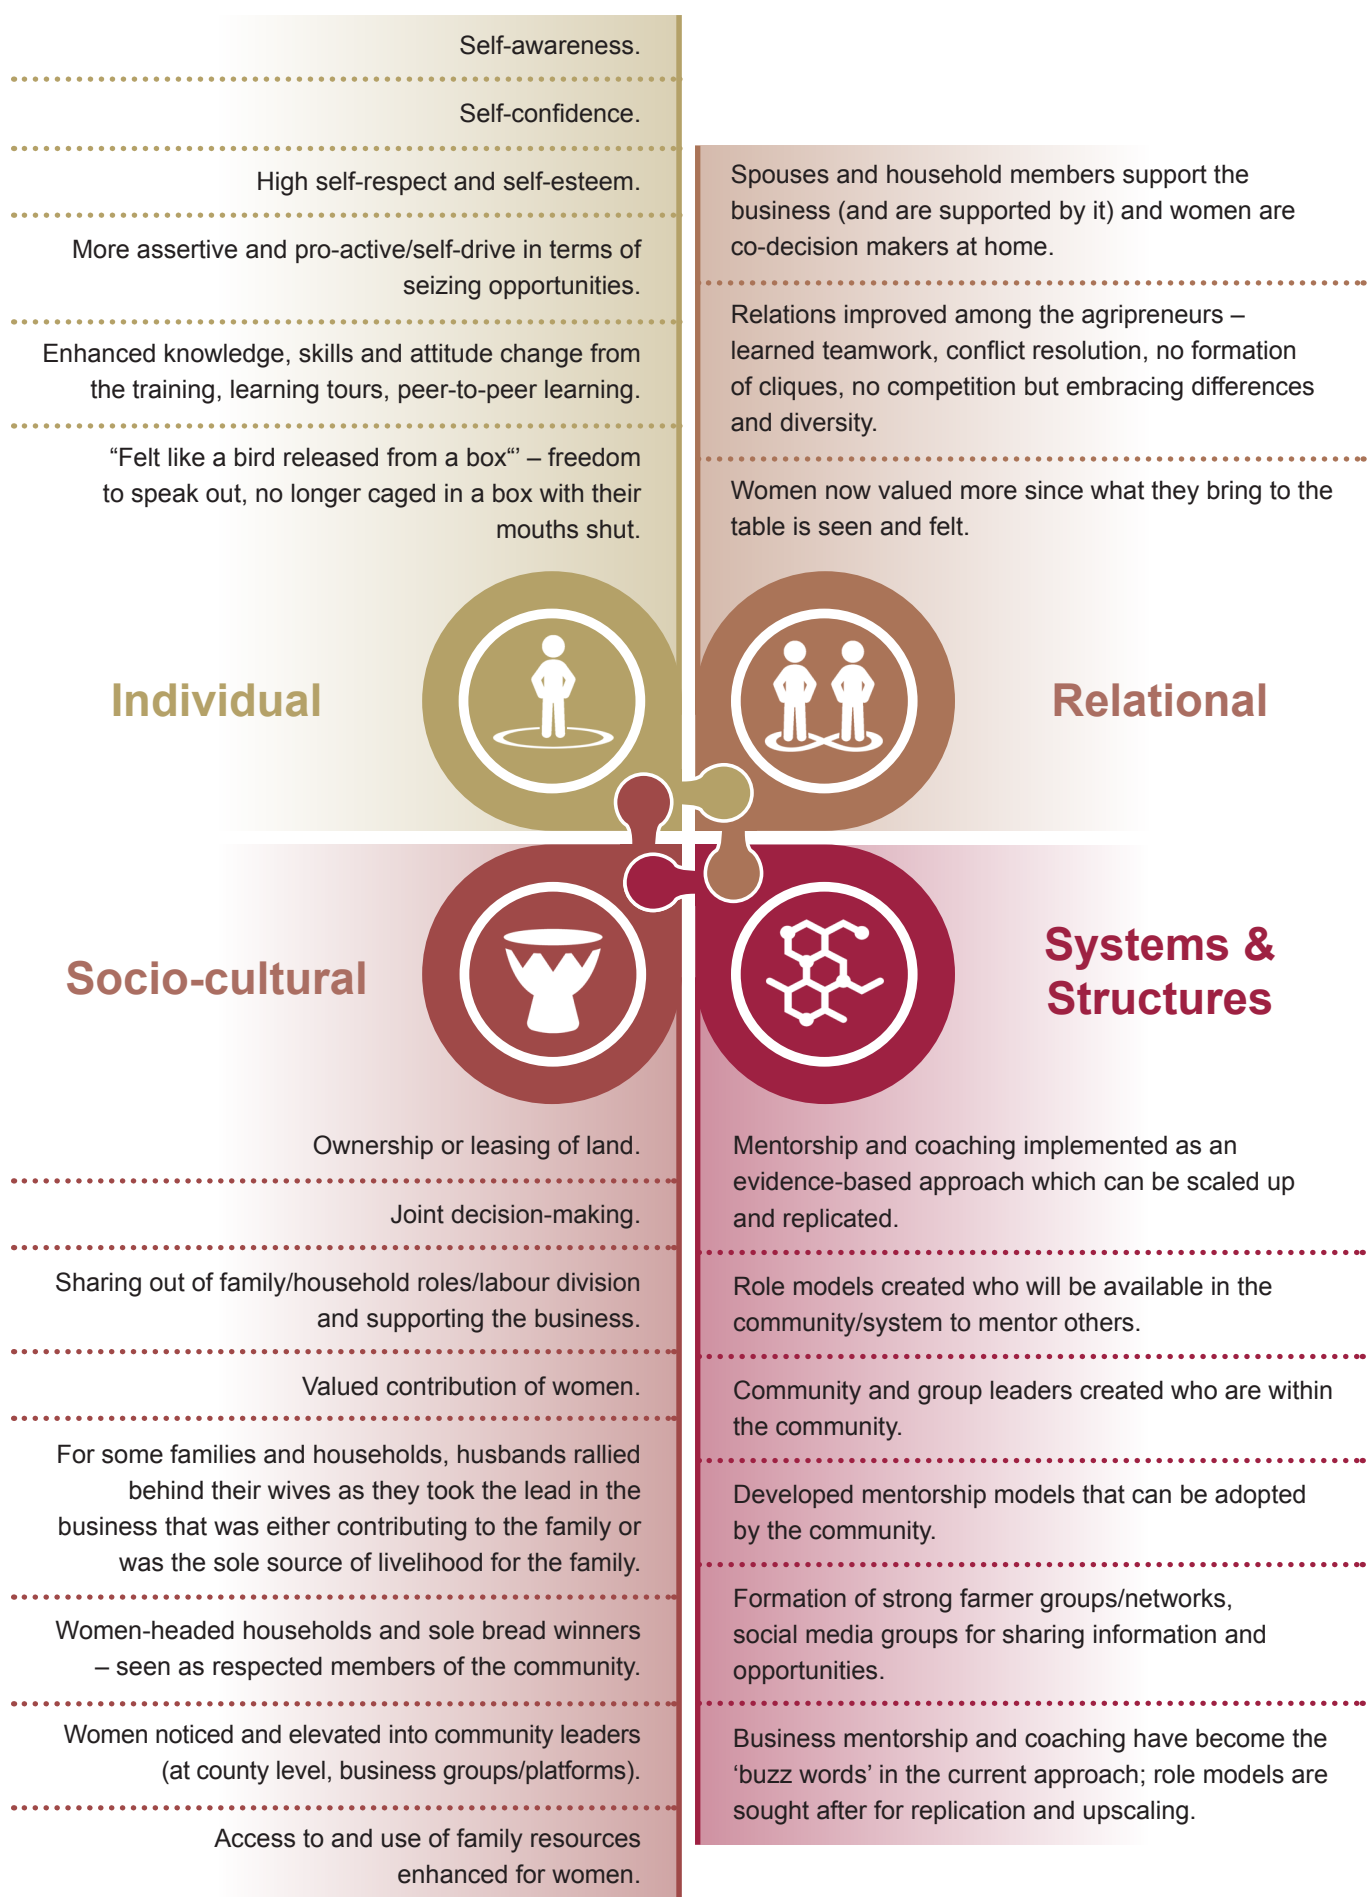 Self-awareness.
Self-confidence.
High self-respect and self-esteem.
More assertive and pro-active/self-drive in terms of
seizing opportunities.
Enhanced knowledge, skills and attitude change from
the training, learning tours, peer-to-peer learning.
“Felt like a bird released from a box“’ – freedom
to speak out, no longer caged in a box with their
mouths shut.
Individual
Spouses and household members support the
business (and are supported by it) and women are
co-decision makers at home.
Relations improved among the agripreneurs –
learned teamwork, conflict resolution, no formation
of cliques, no competition but embracing differences
and diversity.
Women now valued more since what they bring to the
table is seen and felt.
Relational
Socio-cultural
Ownership or leasing of land.
Joint decision-making.
Sharing out of family/household roles/labour division
and supporting the business.
Valued contribution of women.
For some families and households, husbands rallied
behind their wives as they took the lead in the
business that was either contributing to the family or
was the sole source of livelihood for the family.
Women-headed households and sole bread winners
– seen as respected members of the community.
Women noticed and elevated into community leaders
(at county level, business groups/platforms).
Access to and use of family resources
enhanced for women.
Systems &
Structures
Mentorship and coaching implemented as an
evidence-based approach which can be scaled up
and replicated.
Role models created who will be available in the
community/system to mentor others.
Community and group leaders created who are within
the community.
Developed mentorship models that can be adopted
by the community.
Formation of strong farmer groups/networks,
social media groups for sharing information and
opportunities.
Business mentorship and coaching have become the
‘buzz words’ in the current approach; role models are
sought after for replication and upscaling.